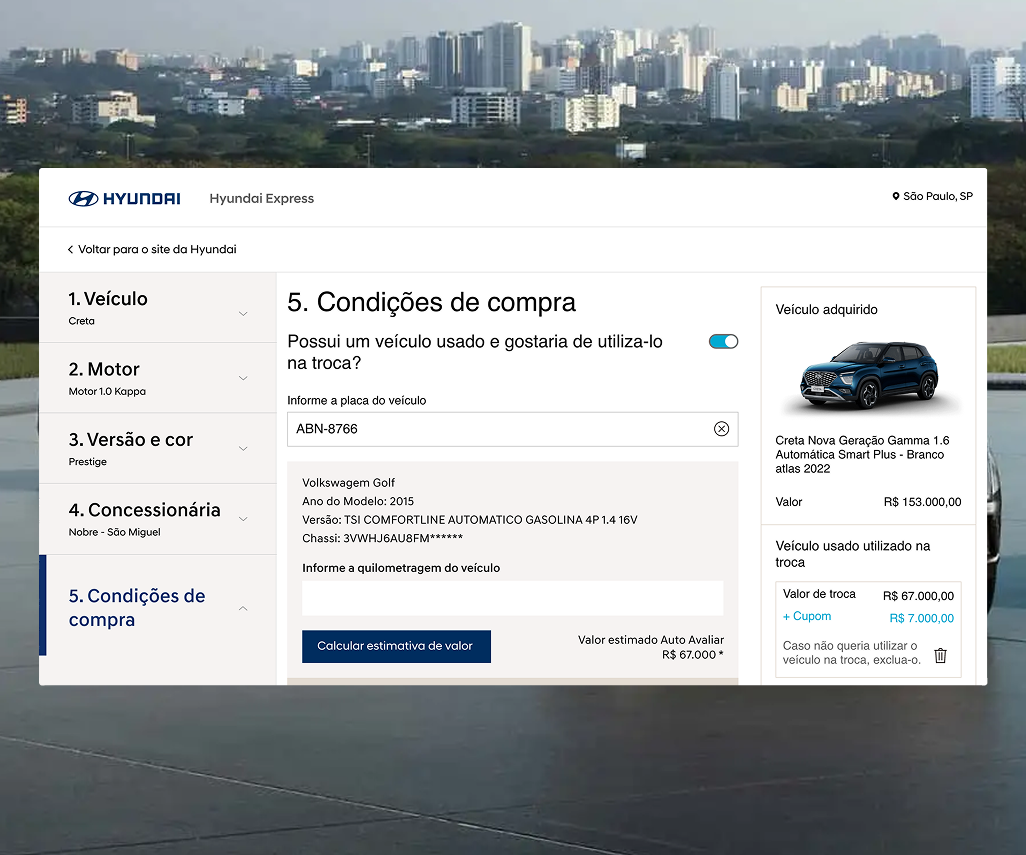 HYUNDAI
Hyundai Express
São Paulo, SP
Voltar para o site da Hyundai
1. Veículo
Creta
2. Motor
Motor 1.0 Kappa
3. Versão e cor
Prestige
4. Concessionária
Nobre - São Miguel
5. Condições de
compra
5. Condições de compra
Possui um veículo usado e gostaria de utiliza-lo
na troca?
Informe a placa do veículo
ABN-8766
Volkswagem Golf
Ano do Modelo: 2015
Versão: TSI COMFORTLINE AUTOMATICO GASOLINA 4P 1.4 16V
Chassi: 3VWHJ6AU8FM******
Informe a quilometragem do veículo
Calcular estimativa de valor
Valor estimado Auto Avaliar
R$ 67.000 *
Veículo adquirido
Creta Nova Geração Gamma 1.6
Automática Smart Plus - Branco
atlas 2022
Valor R$ 153.000,00
Veículo usado utilizado na
troca
Valor de troca R$ 67.000,00
+ Cupom R$ 7.000,00
Caso não queria utilizar o
veículo na troca, exclua-o.